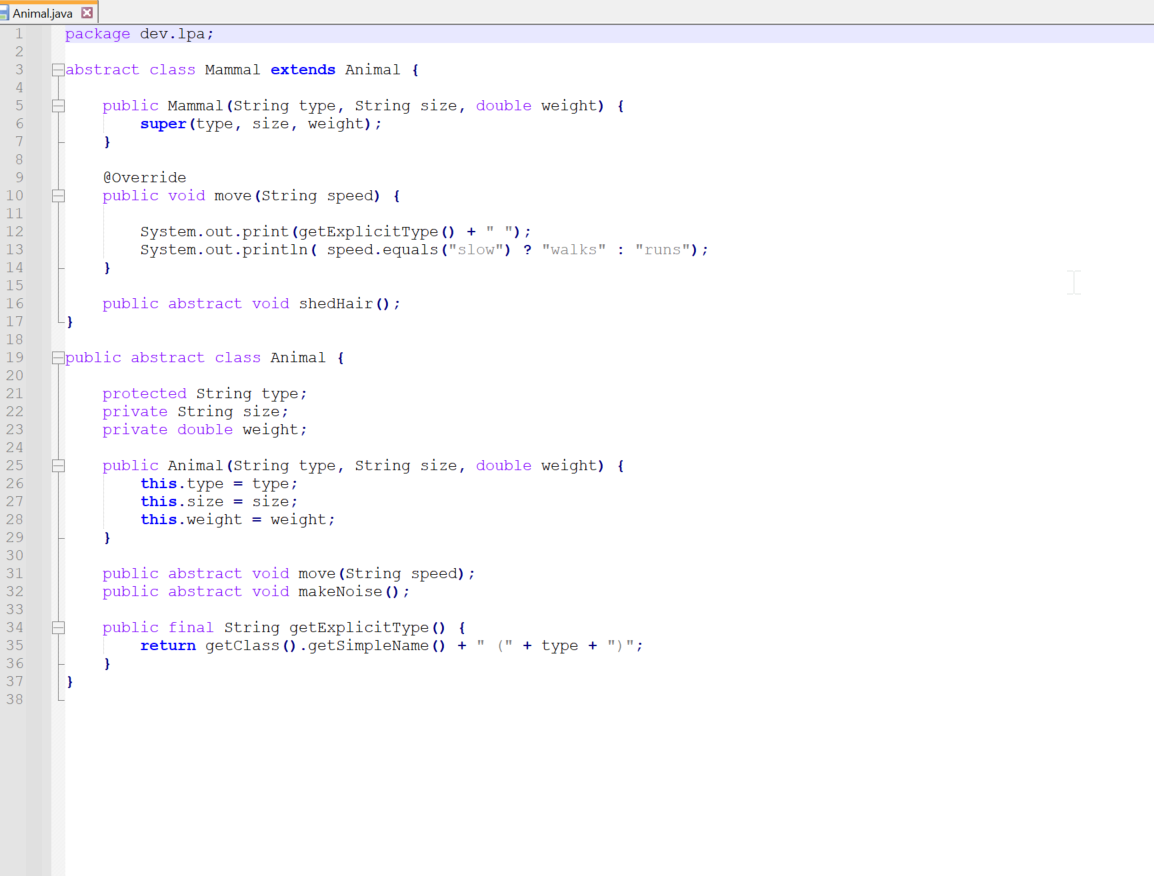 Animal.java
1 package dev.lpa;
2
3 abstract class Mammal extends Animal {
4
5     public Mammal(String type, String size, double weight) {
6         super(type, size, weight);
7     }
8
9     @Override
10     public void move(String speed) {
11
12         System.out.print(getExplicitType() + " ");
13         System.out.println( speed.equals("slow") ? "walks" : "runs");
14     }
15
16     public abstract void shedHair();
17 }
18
19 public abstract class Animal {
20
21     protected String type;
22     private String size;
23     private double weight;
24
25     public Animal(String type, String size, double weight) {
26         this.type = type;
27         this.size = size;
28         this.weight = weight;
29     }
30
31     public abstract void move(String speed);
32     public abstract void makeNoise();
33
34     public final String getExplicitType() {
35         return getClass().getSimpleName() + " (" + type + ")";
36     }
37 }
38